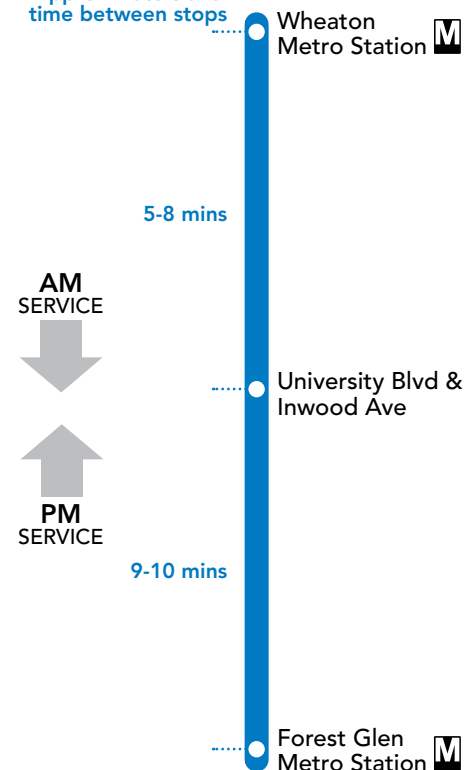 time between stops
Wheaton
Metro Station M
5-8 mins
AM
SERVICE
University Blvd &
Inwood Ave
PM
SERVICE
9-10 mins
Forest Glen
Metro Station M